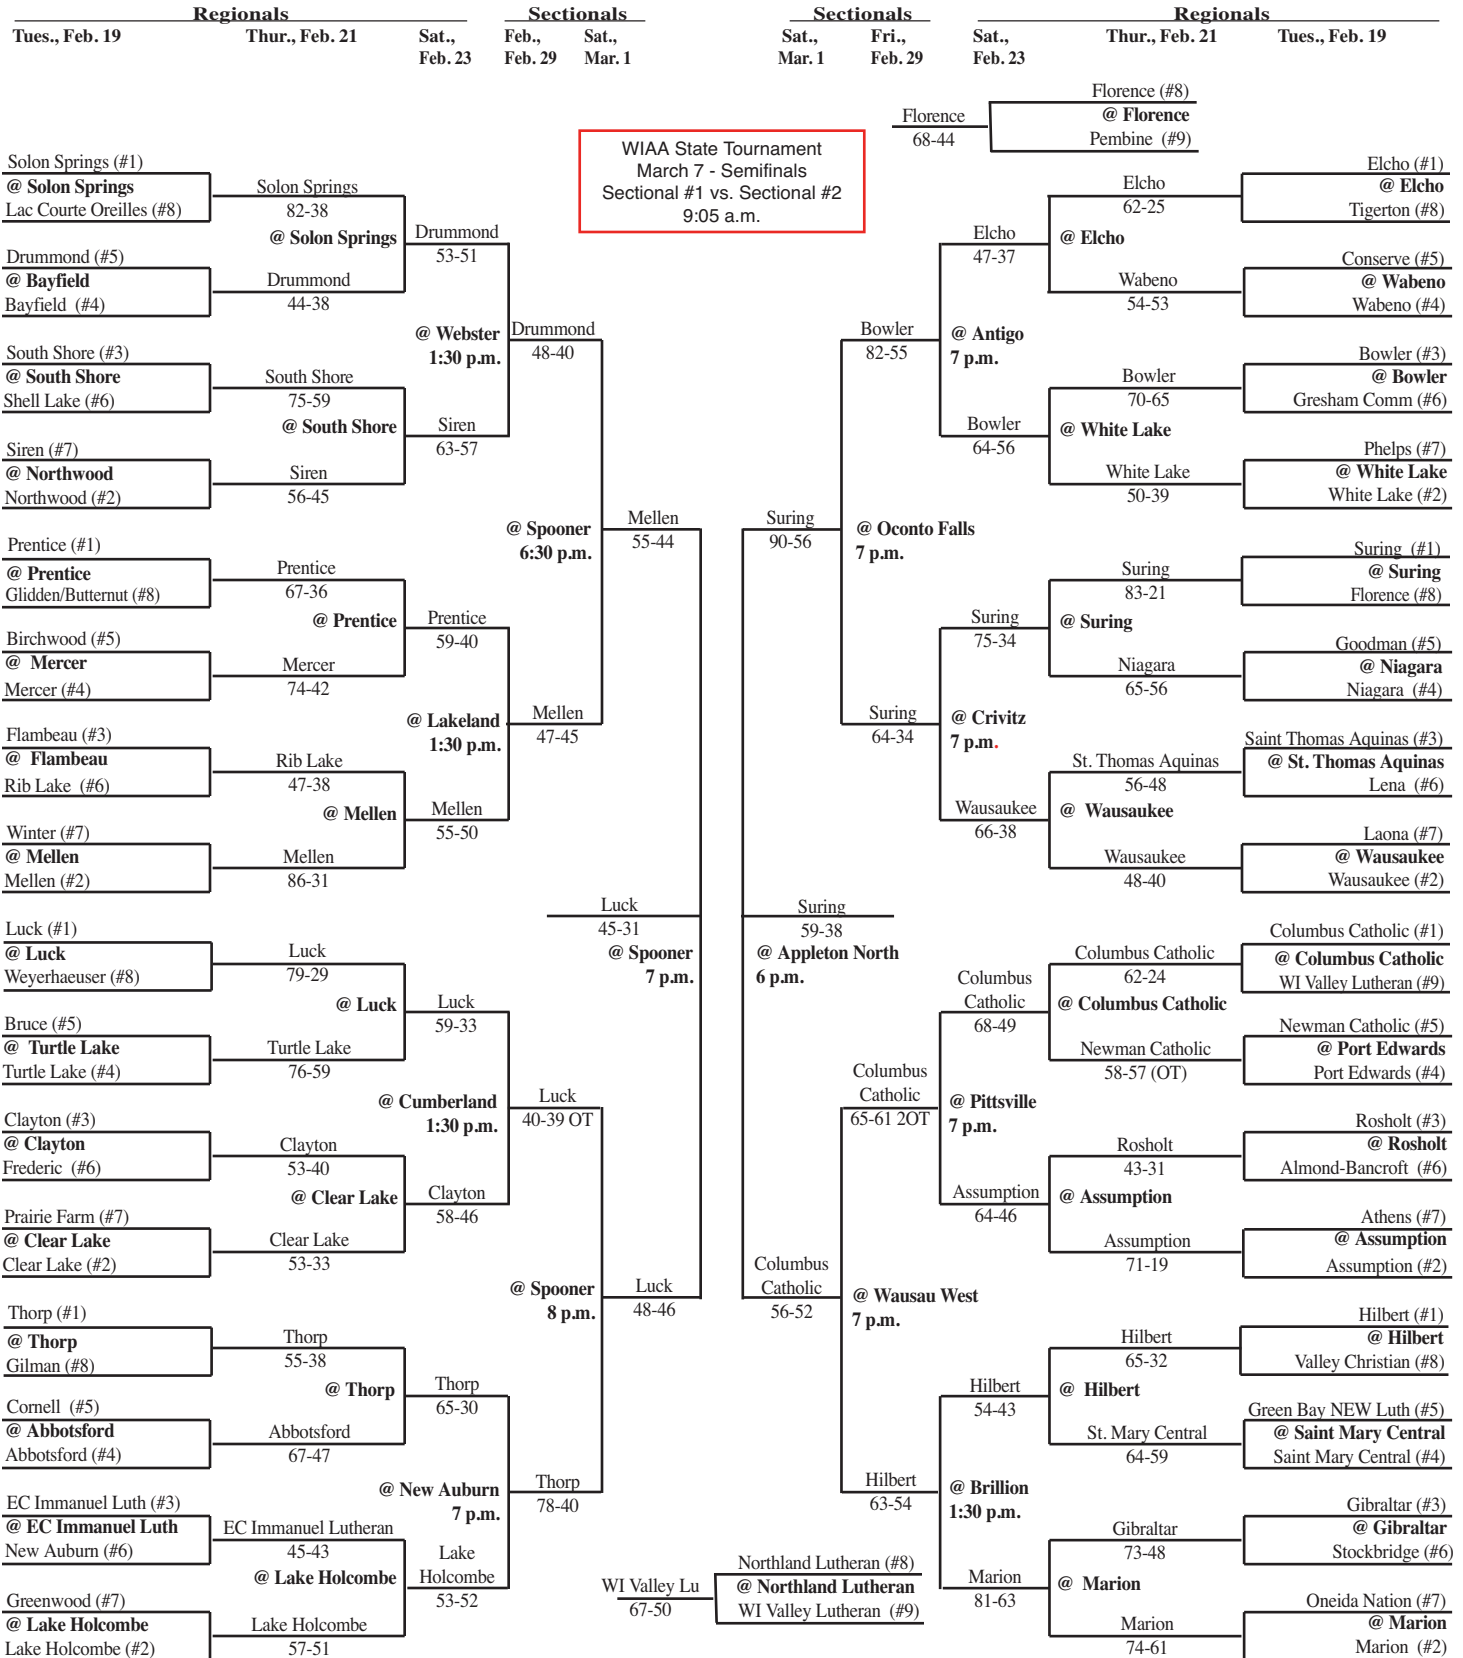 Regionals
Sectionals
Sectionals
Regionals
Tues., Feb. 19
Thur., Feb. 21
Sat.,
Feb. 23
Feb.,
Feb. 29
Sat.,
Mar. 1
Sat.,
Mar. 1
Fri.,
Feb. 29
Sat.,
Feb. 23
Thur., Feb. 21
Tues., Feb. 19
WIAA State Tournament
March 7 - Semifinals
Sectional #1 vs. Sectional #2
9:05 a.m.
Solon Springs (#1)
@ Solon Springs
Lac Courte Oreilles (#8)
Drummond (#5)
@ Bayfield
Bayfield (#4)
South Shore (#3)
@ South Shore
Shell Lake (#6)
Siren (#7)
@ Northwood
Northwood (#2)
Prentice (#1)
@ Prentice
Glidden/Butternut (#8)
Birchwood (#5)
@ Mercer
Mercer (#4)
Flambeau (#3)
@ Flambeau
Rib Lake (#6)
Winter (#7)
@ Mellen
Mellen (#2)
Luck (#1)
@ Luck
Weyerhaeuser (#8)
Bruce (#5)
@ Turtle Lake
Turtle Lake (#4)
Clayton (#3)
@ Clayton
Frederic (#6)
Prairie Farm (#7)
@ Clear Lake
Clear Lake (#2)
Thorp (#1)
@ Thorp
Gilman (#8)
Cornell (#5)
@ Abbotsford
Abbotsford (#4)
EC Immanuel Luth (#3)
@ EC Immanuel Luth
New Auburn (#6)
Greenwood (#7)
@ Lake Holcombe
Lake Holcombe (#2)
Solon Springs
82-38
@ Solon Springs
Drummond
44-38
South Shore
75-59
@ South Shore
Siren
56-45
Prentice
67-36
@ Prentice
Mercer
74-42
Rib Lake
47-38
@ Mellen
Mellen
86-31
Luck
79-29
@ Luck
Turtle Lake
76-59
Clayton
53-40
@ Clear Lake
Clear Lake
53-33
Thorp
55-38
@ Thorp
Abbotsford
67-47
EC Immanuel Lutheran
45-43
@ Lake Holcombe
Lake Holcombe
57-51
Drummond
53-51
@ Webster
1:30 p.m.
Siren
63-57
Prentice
59-40
@ Lakeland
1:30 p.m.
Mellen
55-50
Luck
59-33
@ Cumberland
1:30 p.m.
Clayton
58-46
Thorp
65-30
@ New Auburn
7 p.m.
Lake
Holcombe
53-52
Drummond
48-40
@ Spooner
6:30 p.m.
Mellen
47-45
Luck
40-39 OT
@ Spooner
8 p.m.
Thorp
78-40
Mellen
55-44
Luck
45-31
@ Spooner
7 p.m.
Luck
48-46
Suring
90-56
Suring
59-38
@ Appleton North
6 p.m.
Columbus
Catholic
56-52
Bowler
82-55
@ Oconto Falls
7 p.m.
Suring
64-34
Columbus
Catholic
65-61 2OT
@ Wausau West
7 p.m.
Hilbert
63-54
Florence
68-44
Elcho
47-37
@ Antigo
7 p.m.
Bowler
64-56
Suring
75-34
@ Crivitz
7 p.m.
Wausaukee
66-38
Columbus
Catholic
68-49
@ Pittsville
7 p.m.
Assumption
64-46
Hilbert
54-43
@ Brillion
1:30 p.m.
Marion
81-63
Florence (#8)
@ Florence
Pembine (#9)
Elcho
62-25
@ Elcho
Wabeno
54-53
Bowler
70-65
@ White Lake
White Lake
50-39
Suring
83-21
@ Suring
Niagara
65-56
St. Thomas Aquinas
56-48
@ Wausaukee
Wausaukee
48-40
Columbus Catholic
62-24
@ Columbus Catholic
Newman Catholic
58-57 (OT)
Rosholt
43-31
@ Assumption
Assumption
71-19
Hilbert
65-32
@ Hilbert
St. Mary Central
64-59
Gibraltar
73-48
@ Marion
Marion
74-61
Elcho (#1)
@ Elcho
Tigerton (#8)
Conserve (#5)
@ Wabeno
Wabeno (#4)
Bowler (#3)
@ Bowler
Gresham Comm (#6)
Phelps (#7)
@ White Lake
White Lake (#2)
Suring (#1)
@ Suring
Florence (#8)
Goodman (#5)
@ Niagara
Niagara (#4)
Saint Thomas Aquinas (#3)
@ St. Thomas Aquinas
Lena (#6)
Laona (#7)
@ Wausaukee
Wausaukee (#2)
Columbus Catholic (#1)
@ Columbus Catholic
WI Valley Lutheran (#9)
Newman Catholic (#5)
@ Port Edwards
Port Edwards (#4)
Rosholt (#3)
@ Rosholt
Almond-Bancroft (#6)
Athens (#7)
@ Assumption
Assumption (#2)
Hilbert (#1)
@ Hilbert
Valley Christian (#8)
Green Bay NEW Luth (#5)
@ Saint Mary Central
Saint Mary Central (#4)
Gibraltar (#3)
@ Gibraltar
Stockbridge (#6)
Oneida Nation (#7)
@ Marion
Marion (#2)
WI Valley Lu
67-50
Northland Lutheran (#8)
@ Northland Lutheran
WI Valley Lutheran (#9)